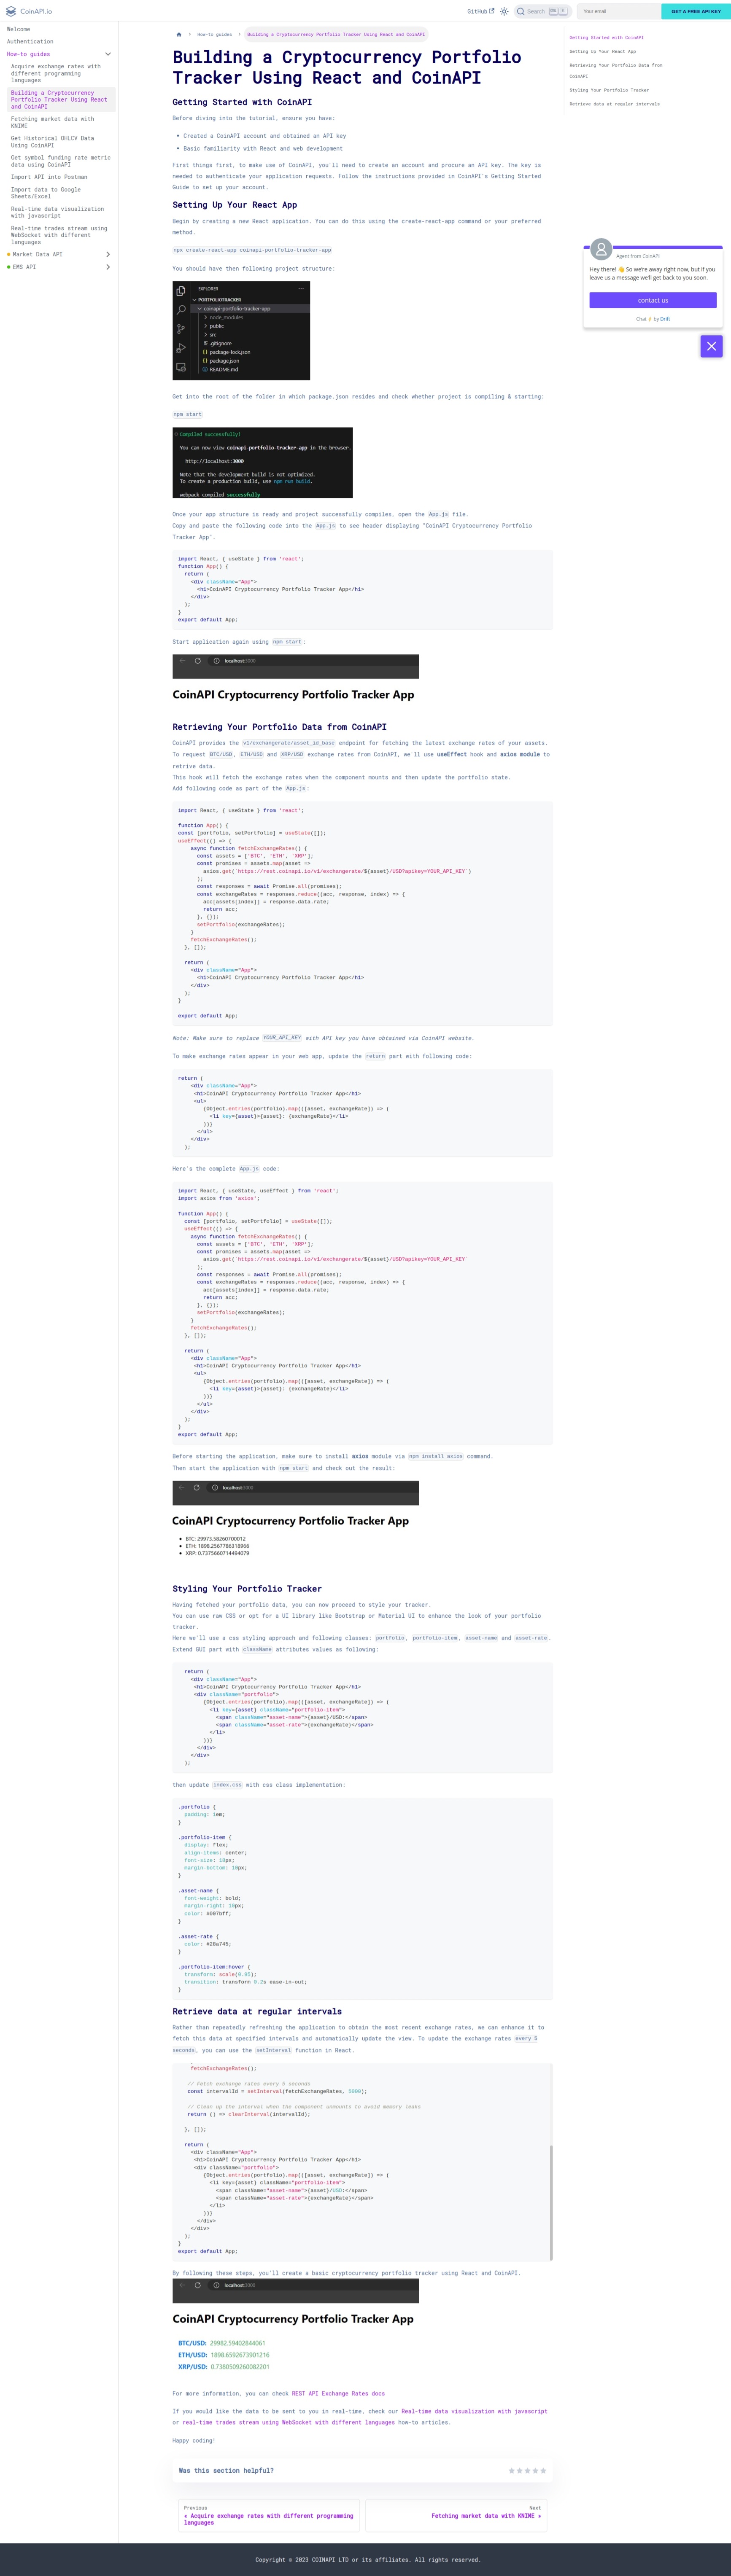 CoinAPI.io
GitHub
Search
Your email
GET A FREE API KEY
Welcome
Authentication
How-to guides
Acquire exchange rates with
different programming
languages
Building a Cryptocurrency
Portfolio Tracker Using React
and CoinAPI
Fetching market data with
KNIME
Get Historical OHLCV Data
Using CoinAPI
Get symbol funding rate metric
data using CoinAPI
Import API into Postman
Import data to Google
Sheets/Excel
Real-time data visualization
with javascript
Real-time trades stream using
WebSocket with different
languages
Market Data API
EMS API
How-to guides
Building a Cryptocurrency Portfolio Tracker Using React and CoinAPI
Building a Cryptocurrency Portfolio
Tracker Using React and CoinAPI
Getting Started with CoinAPI
Before diving into the tutorial, ensure you have:
• Created a CoinAPI account and obtained an API key
• Basic familiarity with React and web development
First things first, to make use of CoinAPI, you'll need to create an account and procure an API key. The key is
needed to authenticate your application requests. Follow the instructions provided in CoinAPI's Getting Started
Guide to set up your account.
Setting Up Your React App
Begin by creating a new React application. You can do this using the create-react-app command or your preferred
method.
npx create-react-app coinapi-portfolio-tracker-app
You should have then following project structure:
EXPLORER
PORTFOLIOTRACKER
coinapi-portfolio-tracker-app
node_modules
public
src
.gitignore
package-lock.json
package.json
README.md
Get into the root of the folder in which package.json resides and check whether project is compiling & starting:
npm start
Compiled successfully!
You can now view coinapi-portfolio-tracker-app in the browser.
http://localhost:3000
Note that the development build is not optimized.
To create a production build, use npm run build.
webpack compiled successfully
Once your app structure is ready and project successfully compiles, open the App.js file.
Copy and paste the following code into the App.js to see header displaying "CoinAPI Cryptocurrency Portfolio
Tracker App".
import React, { useState } from 'react';
function App() {
return (
<div className="App">
<h1>CoinAPI Cryptocurrency Portfolio Tracker App</h1>
</div>
);
}
export default App;
Start application again using npm start:
localhost:3000
CoinAPI Cryptocurrency Portfolio Tracker App
Retrieving Your Portfolio Data from CoinAPI
CoinAPI provides the v1/exchangerate/asset_id_base endpoint for fetching the latest exchange rates of your assets.
To request BTC/USD, ETH/USD and XRP/USD exchange rates from CoinAPI, we'll use useEffect hook and axios module to
retrive data.
This hook will fetch the exchange rates when the component mounts and then update the portfolio state.
Add following code as part of the App.js:
import React, { useState } from 'react';
function App() {
const [portfolio, setPortfolio] = useState([]);
useEffect(() => {
async function fetchExchangeRates() {
const assets = ['BTC', 'ETH', 'XRP'];
const promises = assets.map(asset =>
axios.get(`https://rest.coinapi.io/v1/exchangerate/${asset}/USD?apikey=YOUR_API_KEY`)
);
const responses = await Promise.all(promises);
const exchangeRates = responses.reduce((acc, response, index) => {
acc[assets[index]] = response.data.rate;
return acc;
}, {});
setPortfolio(exchangeRates);
}
fetchExchangeRates();
}, []);
return (
<div className="App">
<h1>CoinAPI Cryptocurrency Portfolio Tracker App</h1>
</div>
);
}
export default App;
Note: Make sure to replace YOUR_API_KEY with API key you have obtained via CoinAPI website.
To make exchange rates appear in your web app, update the return part with following code:
return (
<div className="App">
<h1>CoinAPI Cryptocurrency Portfolio Tracker App</h1>
<ul>
{Object.entries(portfolio).map(([asset, exchangeRate]) => (
<li key={asset}>{asset}: {exchangeRate}</li>
))}
</ul>
</div>
);
Here's the complete App.js code:
import React, { useState, useEffect } from 'react';
import axios from 'axios';
function App() {
const [portfolio, setPortfolio] = useState([]);
useEffect(() => {
async function fetchExchangeRates() {
const assets = ['BTC', 'ETH', 'XRP'];
const promises = assets.map(asset =>
axios.get(`https://rest.coinapi.io/v1/exchangerate/${asset}/USD?apikey=YOUR_API_KEY`
);
const responses = await Promise.all(promises);
const exchangeRates = responses.reduce((acc, response, index) => {
acc[assets[index]] = response.data.rate;
return acc;
}, {});
setPortfolio(exchangeRates);
}
fetchExchangeRates();
}, []);
return (
<div className="App">
<h1>CoinAPI Cryptocurrency Portfolio Tracker App</h1>
<ul>
{Object.entries(portfolio).map(([asset, exchangeRate]) => (
<li key={asset}>{asset}: {exchangeRate}</li>
))}
</ul>
</div>
);
}
export default App;
Before starting the application, make sure to install axios module via npm install axios command.
Then start the application with npm start and check out the result:
localhost:3000
CoinAPI Cryptocurrency Portfolio Tracker App
• BTC: 29973.58260700012
• ETH: 1898.2567786318966
• XRP: 0.7375660714494079
Styling Your Portfolio Tracker
Having fetched your portfolio data, you can now proceed to style your tracker.
You can use raw CSS or opt for a UI library like Bootstrap or Material UI to enhance the look of your portfolio
tracker.
Here we'll use a css styling approach and following classes: portfolio, portfolio-item, asset-name and asset-rate.
Extend GUI part with className attributes values as following:
return (
<div className="App">
<h1>CoinAPI Cryptocurrency Portfolio Tracker App</h1>
<div className="portfolio">
{Object.entries(portfolio).map(([asset, exchangeRate]) => (
<li key={asset} className="portfolio-item">
<span className="asset-name">{asset}/USD:</span>
<span className="asset-rate">{exchangeRate}</span>
</li>
))}
</div>
</div>
);
then update index.css with css class implementation:
.portfolio {
padding: 1em;
}
.portfolio-item {
display: flex;
align-items: center;
font-size: 18px;
margin-bottom: 10px;
}
.asset-name {
font-weight: bold;
margin-right: 10px;
color: #007bff;
}
.asset-rate {
color: #28a745;
}
.portfolio-item:hover {
transform: scale(0.95);
transition: transform 0.2s ease-in-out;
}
Retrieve data at regular intervals
Rather than repeatedly refreshing the application to obtain the most recent exchange rates, we can enhance it to
fetch this data at specified intervals and automatically update the view. To update the exchange rates every 5
seconds, you can use the setInterval function in React.
fetchExchangeRates();
// Fetch exchange rates every 5 seconds
const intervalId = setInterval(fetchExchangeRates, 5000);
// Clean up the interval when the component unmounts to avoid memory leaks
return () => clearInterval(intervalId);
}, []);
return (
<div className="App">
<h1>CoinAPI Cryptocurrency Portfolio Tracker App</h1>
<div className="portfolio">
{Object.entries(portfolio).map(([asset, exchangeRate]) => (
<li key={asset} className="portfolio-item">
<span className="asset-name">{asset}/USD:</span>
<span className="asset-rate">{exchangeRate}</span>
</li>
))}
</div>
</div>
);
}
export default App;
By following these steps, you'll create a basic cryptocurrency portfolio tracker using React and CoinAPI.
localhost:3000
CoinAPI Cryptocurrency Portfolio Tracker App
BTC/USD: 29982.59402844061
ETH/USD: 1898.6592673901216
XRP/USD: 0.7380509260082201
For more information, you can check REST API Exchange Rates docs
If you would like the data to be sent to you in real-time, check our Real-time data visualization with javascript
or real-time trades stream using WebSocket with different languages how-to articles.
Happy coding!
Was this section helpful?
Previous
« Acquire exchange rates with different programming
languages
Next
Fetching market data with KNIME »
Getting Started with CoinAPI
Setting Up Your React App
Retrieving Your Portfolio Data from
CoinAPI
Styling Your Portfolio Tracker
Retrieve data at regular intervals
Agent from CoinAPI
Hey there! 👋 So we're away right now, but if you
leave us a message we'll get back to you soon.
contact us
Chat ⚡ by Drift
Copyright © 2023 COINAPI LTD or its affiliates. All rights reserved.